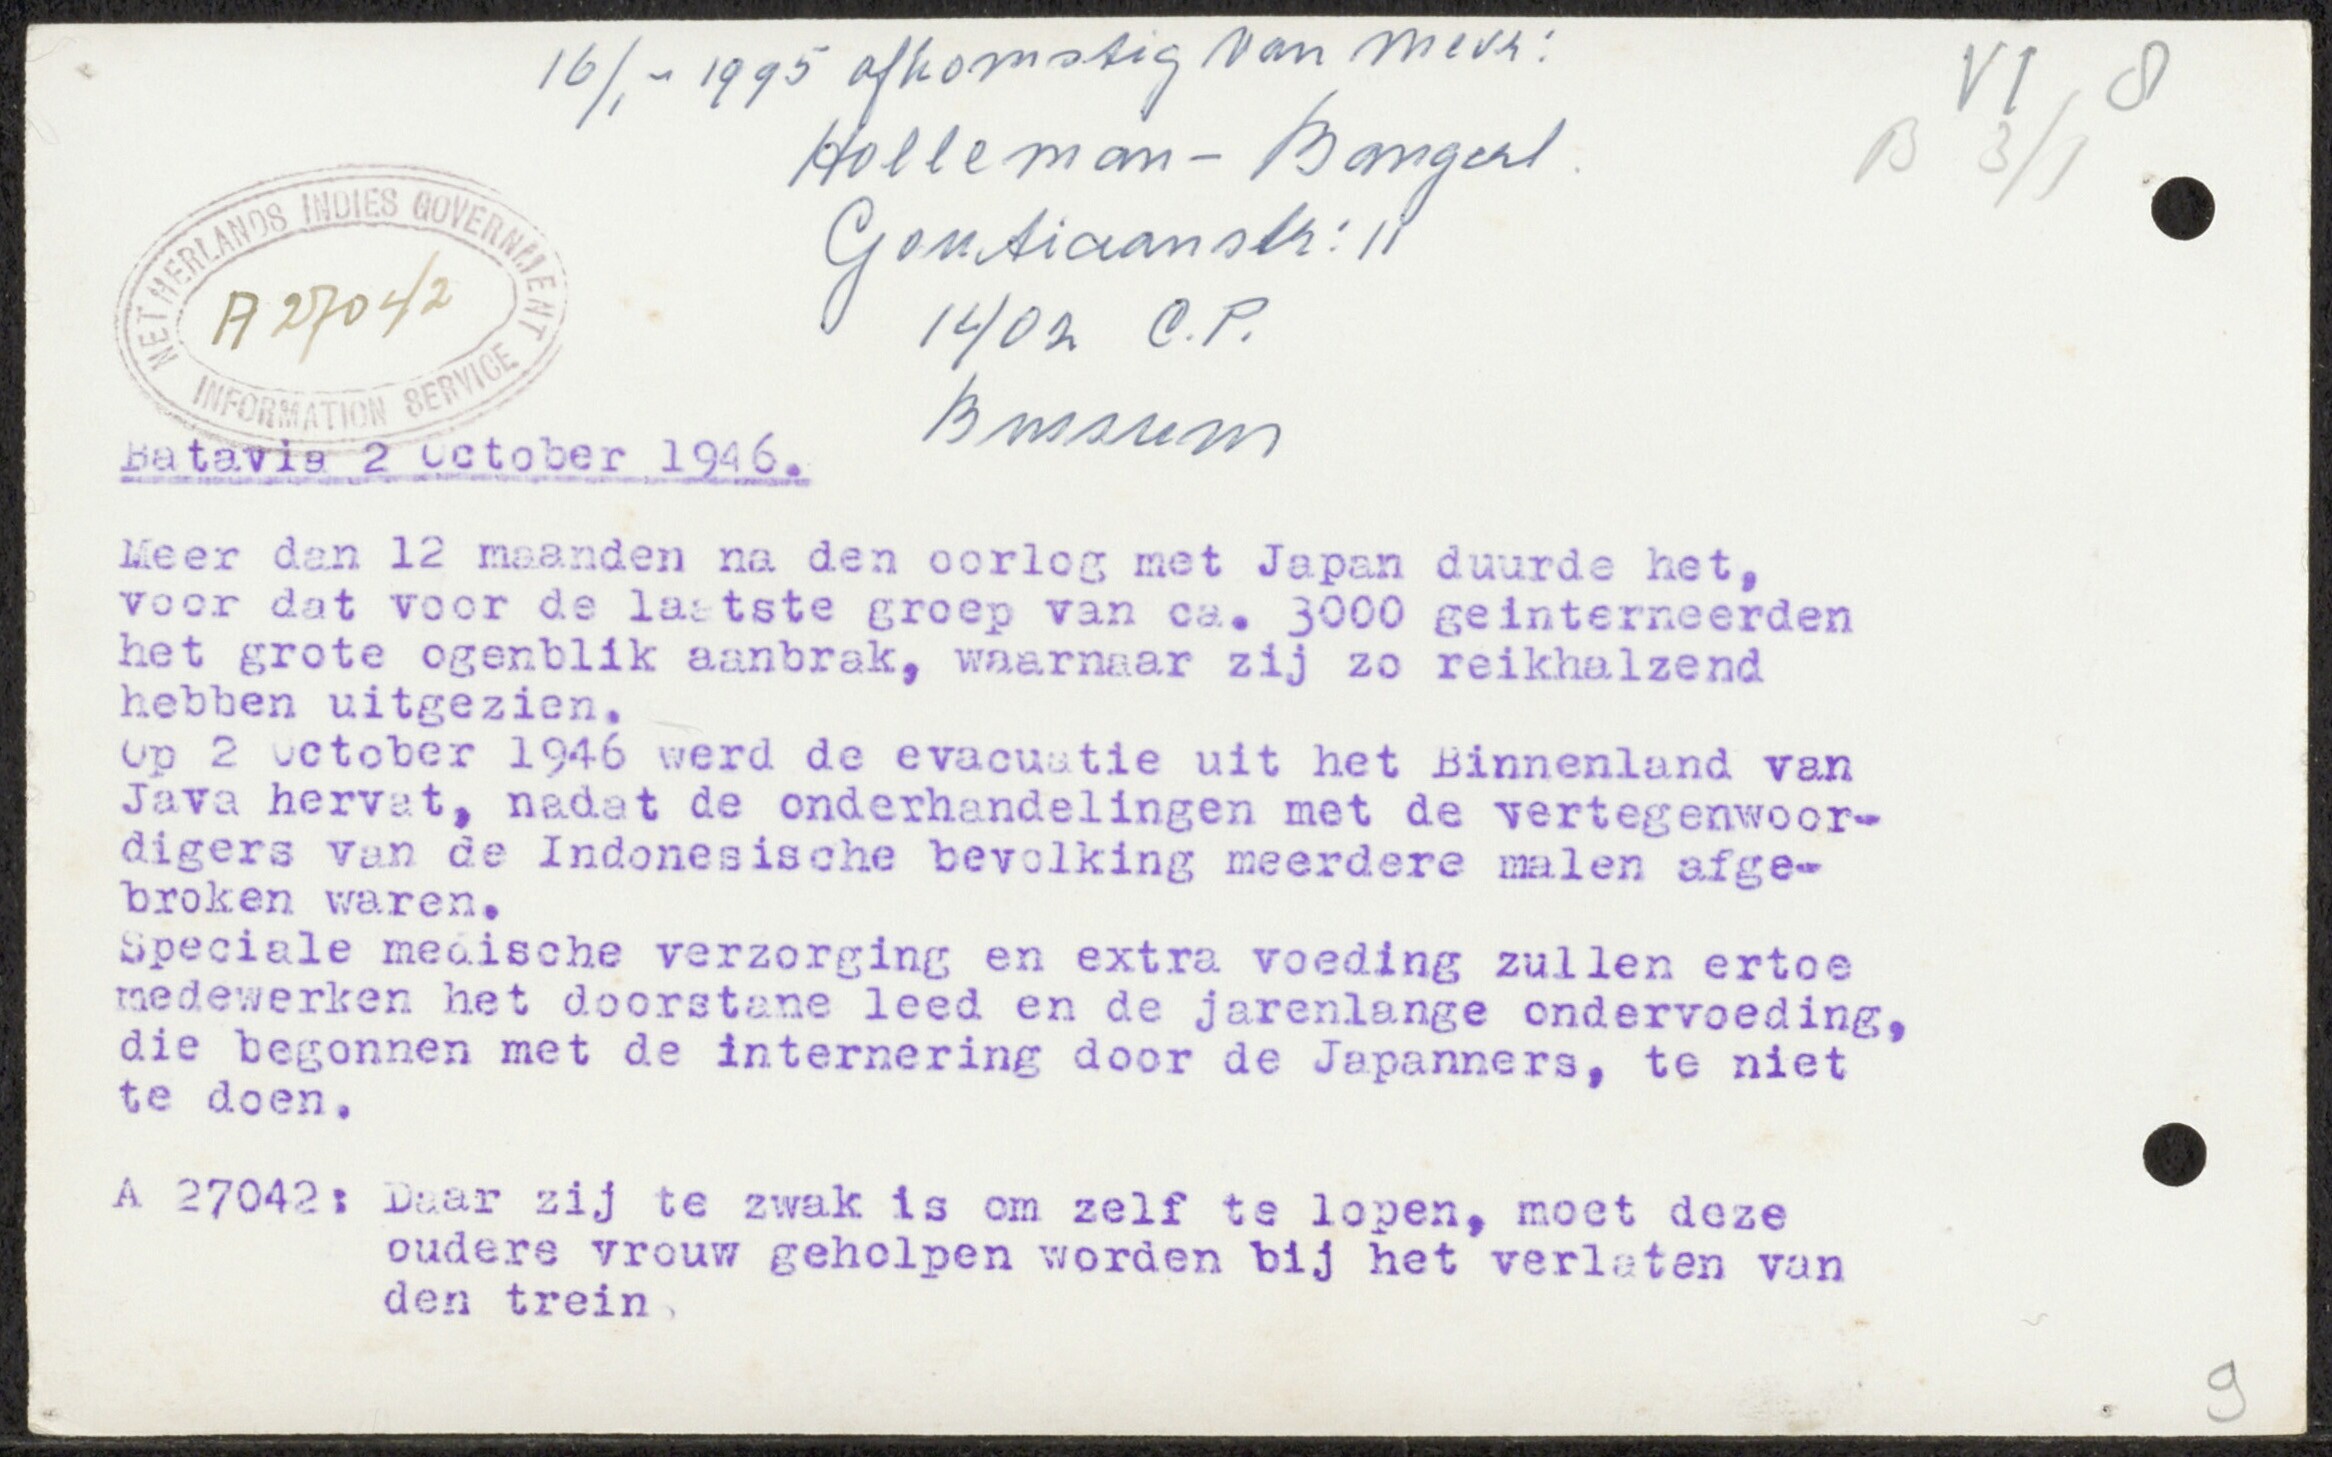 16/1 - 1995 afkomstig van Mevr:
Holleman - Bangert.
Gentiaanstr: 11
1402 C.P.
Bussum
VI 8
B 3/1
NETHERLANDS INDIES GOVERNMENT
A 27042
INFORMATION SERVICE
Batavia 2 October 1946.
Meer dan 12 maanden na den oorlog met Japan duurde het,
voor dat voor de laatste groep van ca. 3000 geinterneerden
het grote ogenblik aanbrak, waarnaar zij zo reikhalzend
hebben uitgezien.
Op 2 October 1946 werd de evacuatie uit het Binnenland van
Java hervat, nadat de onderhandelingen met de vertegenwoor-
digers van de Indonesische bevolking meerdere malen afge-
broken waren.
Speciale medische verzorging en extra voeding zullen ertoe
medewerken het doorstane leed en de jarenlange ondervoeding,
die begonnen met de internering door de Japanners, te niet
te doen.
A 27042: Daar zij te zwak is om zelf te lopen, moet deze
oudere vrouw geholpen worden bij het verlaten van
den trein.
9